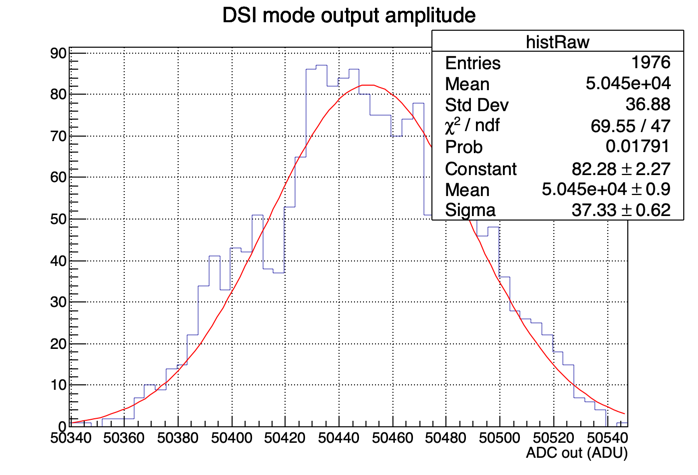 DSI mode output amplitude
histRaw
Entries 1976
Mean 5.045e+04
Std Dev 36.88
χ² / ndf 69.55 / 47
Prob 0.01791
Constant 82.28 ± 2.27
Mean 5.045e+04 ± 0.9
Sigma 37.33 ± 0.62
90
80
70
60
50
40
30
20
10
0
50340 50360 50380 50400 50420 50440 50460 50480 50500 50520 50540
ADC out (ADU)